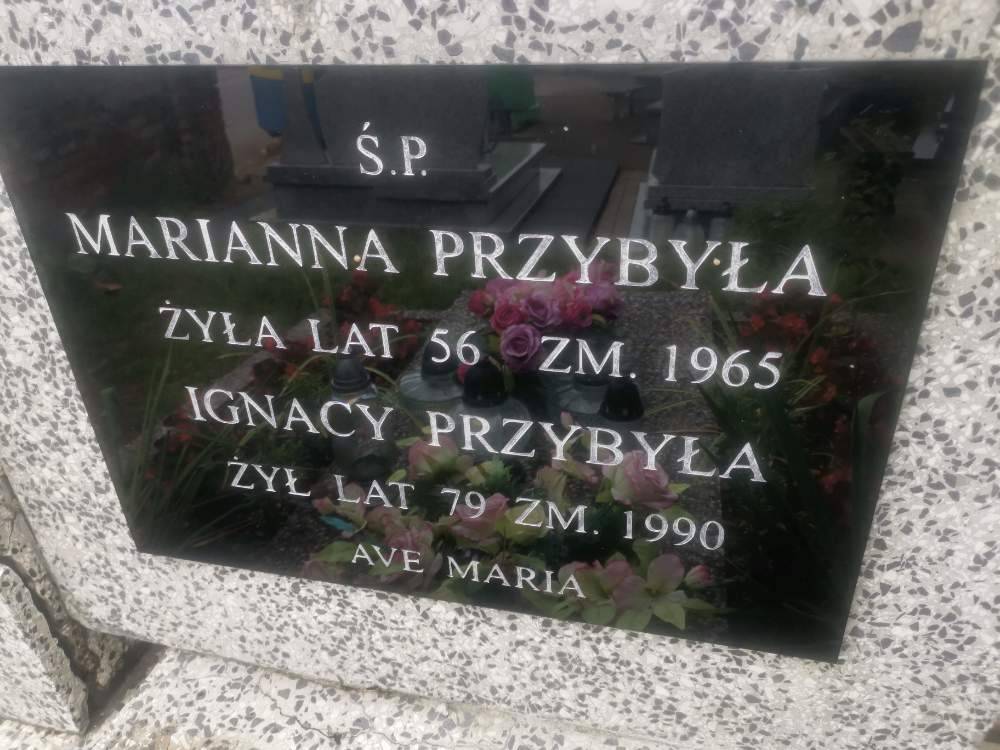 Ś.P.
MARIANNA PRZYBYŁA
ŻYŁA LAT 56 ZM. 1965
IGNACY PRZYBYŁA
ŻYŁ LAT 79 ZM. 1990
AVE MARIA